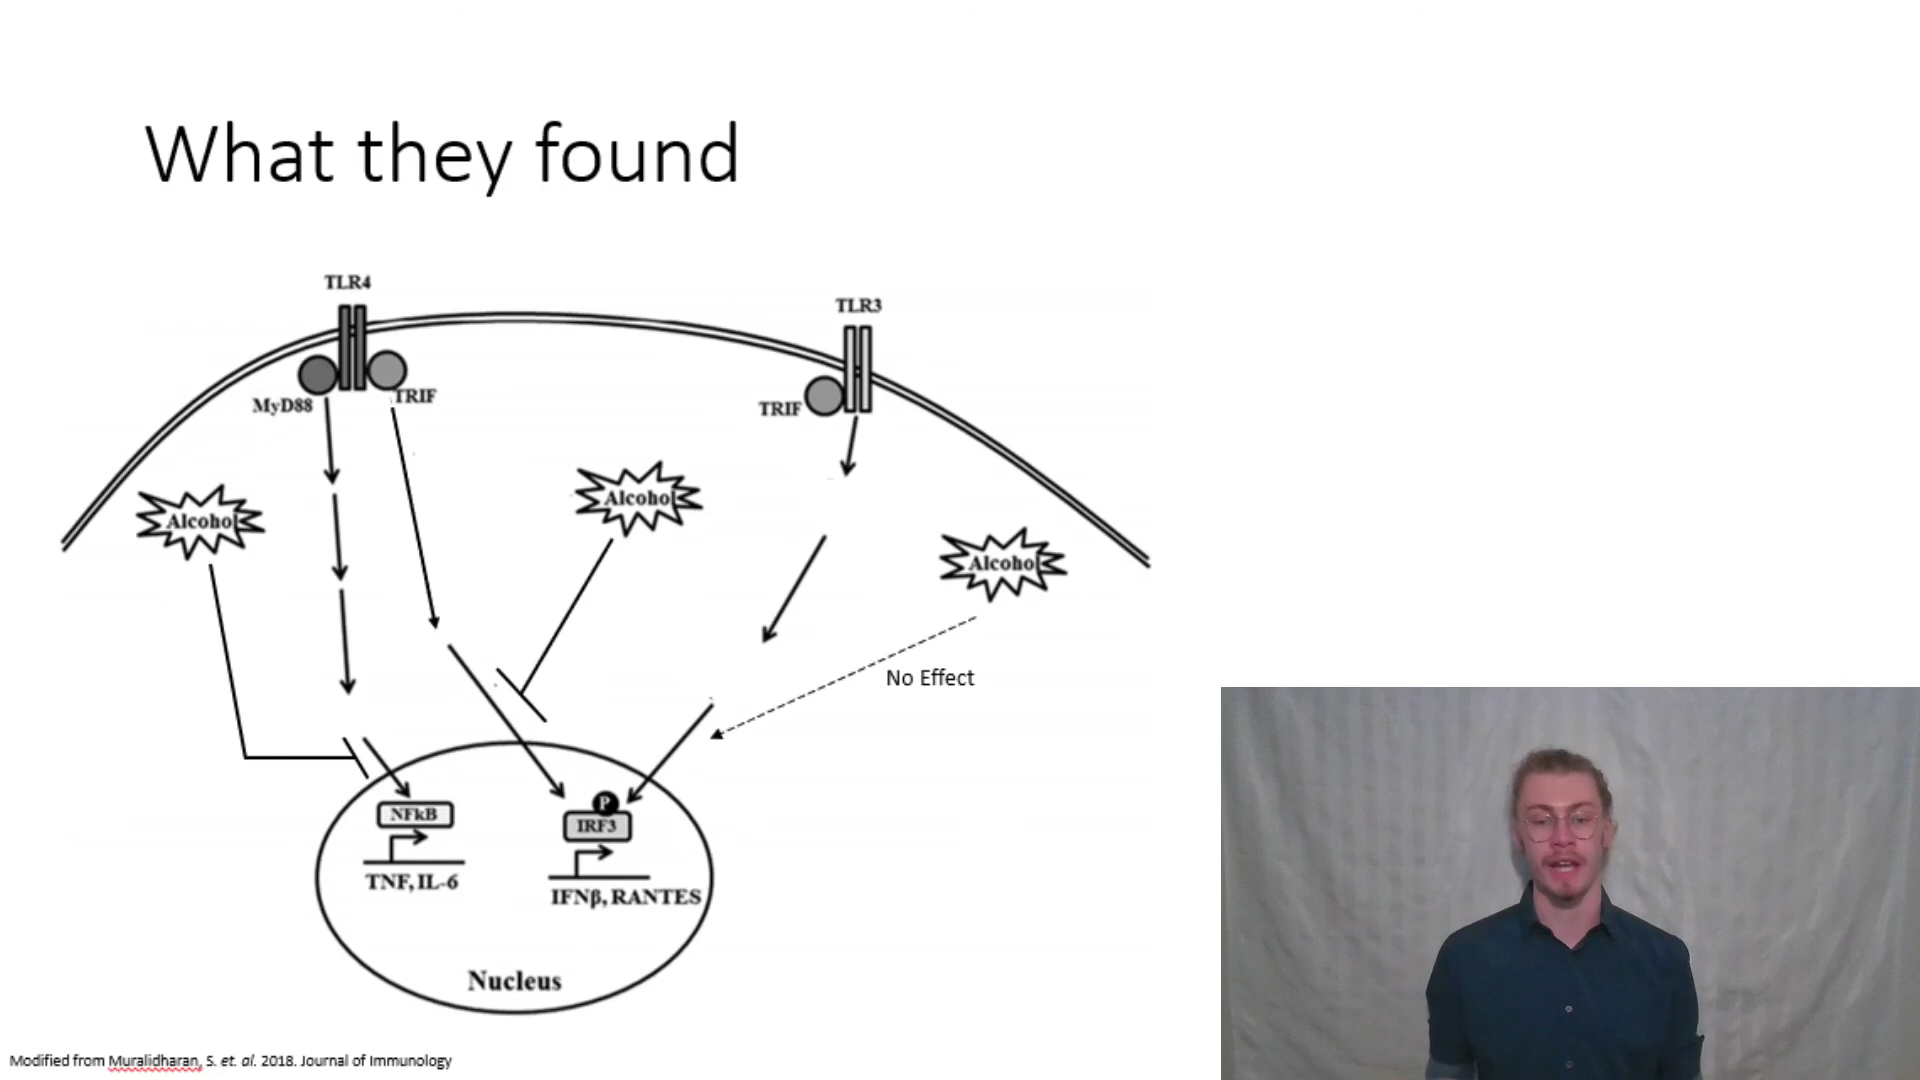 What they found
TLR4
TLR3
MyD88
TRIF
TRIF
Alcohol
Alcohol
Alcohol
No Effect
NFkB
P
IRF3
TNF, IL-6
IFNβ, RANTES
Nucleus
Modified from Muralidharan, S. et. al. 2018. Journal of Immunology